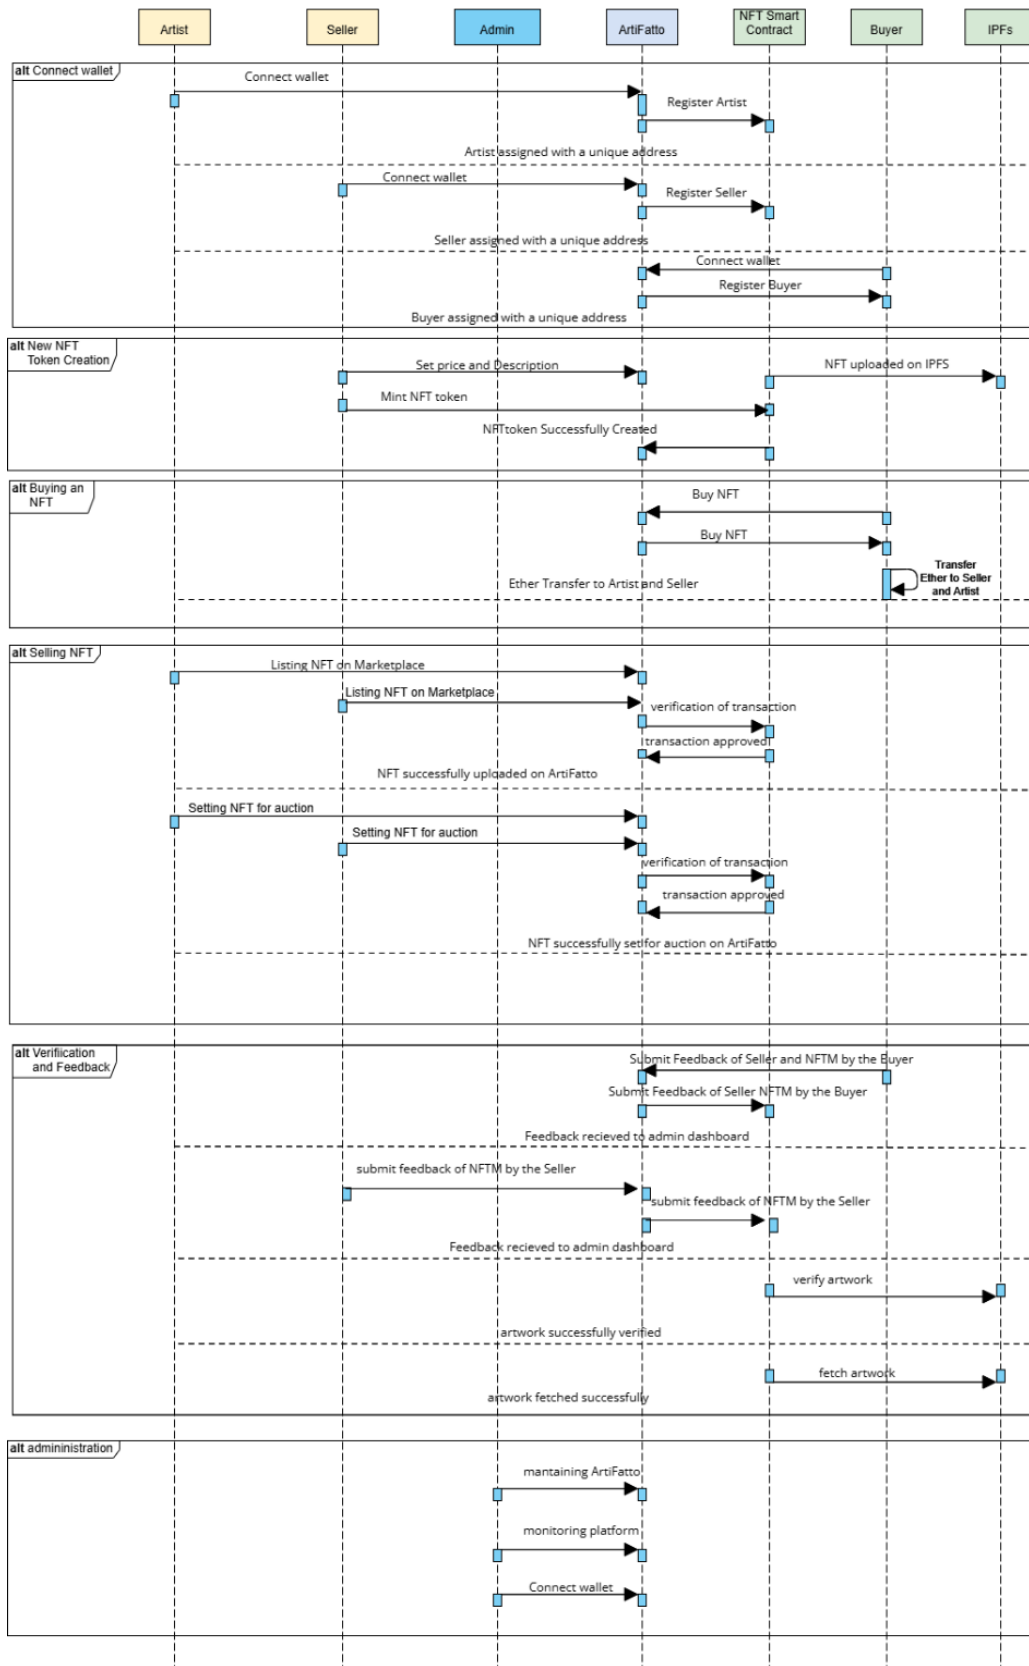 Artist
Seller
Admin
ArtiFatto
NFT Smart
Contract
Buyer
IPFs
alt Connect wallet
Connect wallet
Register Artist
Artist assigned with a unique address
Connect wallet
Register Seller
Seller assigned with a unique address
Connect wallet
Register Buyer
Buyer assigned with a unique address
alt New NFT
Token Creation
Set price and Description
NFT uploaded on IPFS
Mint NFT token
NFTtoken Successfully Created
alt Buying an
NFT
Buy NFT
Buy NFT
Transfer
Ether to Seller
and Artist
Ether Transfer to Artist and Seller
alt Selling NFT
Listing NFT on Marketplace
Listing NFT on Marketplace
verification of transaction
transaction approved
NFT successfully uploaded on ArtiFatto
Setting NFT for auction
Setting NFT for auction
verification of transaction
transaction approved
NFT successfully set for auction on ArtiFatto
alt Verifiication
and Feedback
Submit Feedback of Seller and NFTM by the Buyer
Submit Feedback of Seller NFTM by the Buyer
Feedback recieved to admin dashboard
submit feedback of NFTM by the Seller
submit feedback of NFTM by the Seller
Feedback recieved to admin dashboard
verify artwork
artwork successfully verified
fetch artwork
artwork fetched successfully
alt admininistration
mantaining ArtiFatto
monitoring platform
Connect wallet